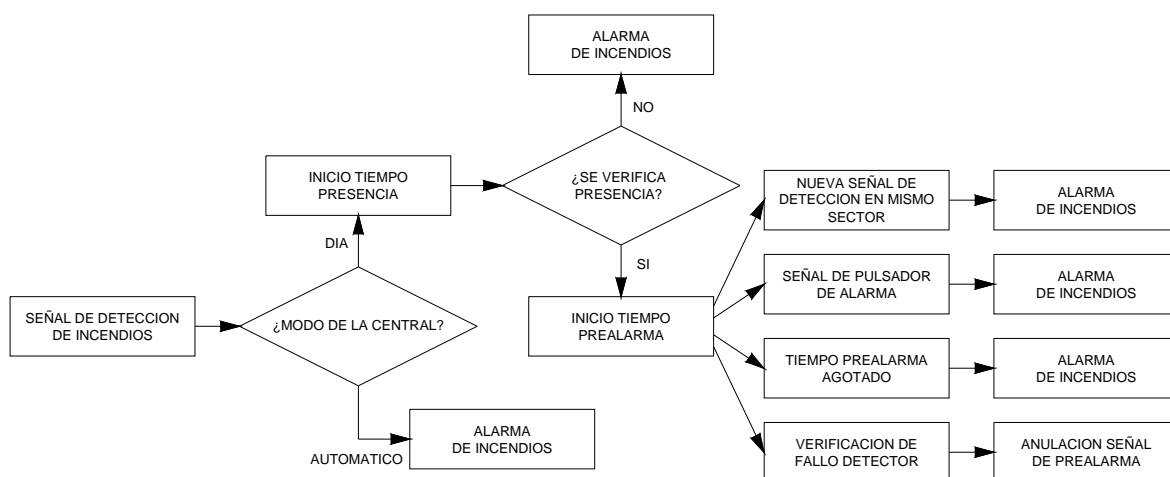 ALARMA
DE INCENDIOS
NO
INICIO TIEMPO
PRESENCIA
¿SE VERIFICA
PRESENCIA?
NUEVA SEÑAL DE
DETECCION EN MISMO
SECTOR
ALARMA
DE INCENDIOS
DIA
SI
SEÑAL DE PULSADOR
DE ALARMA
ALARMA
DE INCENDIOS
SEÑAL DE DETECCION
DE INCENDIOS
¿MODO DE LA CENTRAL?
INICIO TIEMPO
PREALARMA
TIEMPO PREALARMA
AGOTADO
ALARMA
DE INCENDIOS
AUTOMATICO
ALARMA
DE INCENDIOS
VERIFICACION DE
FALLO DETECTOR
ANULACION SEÑAL
DE PREALARMA